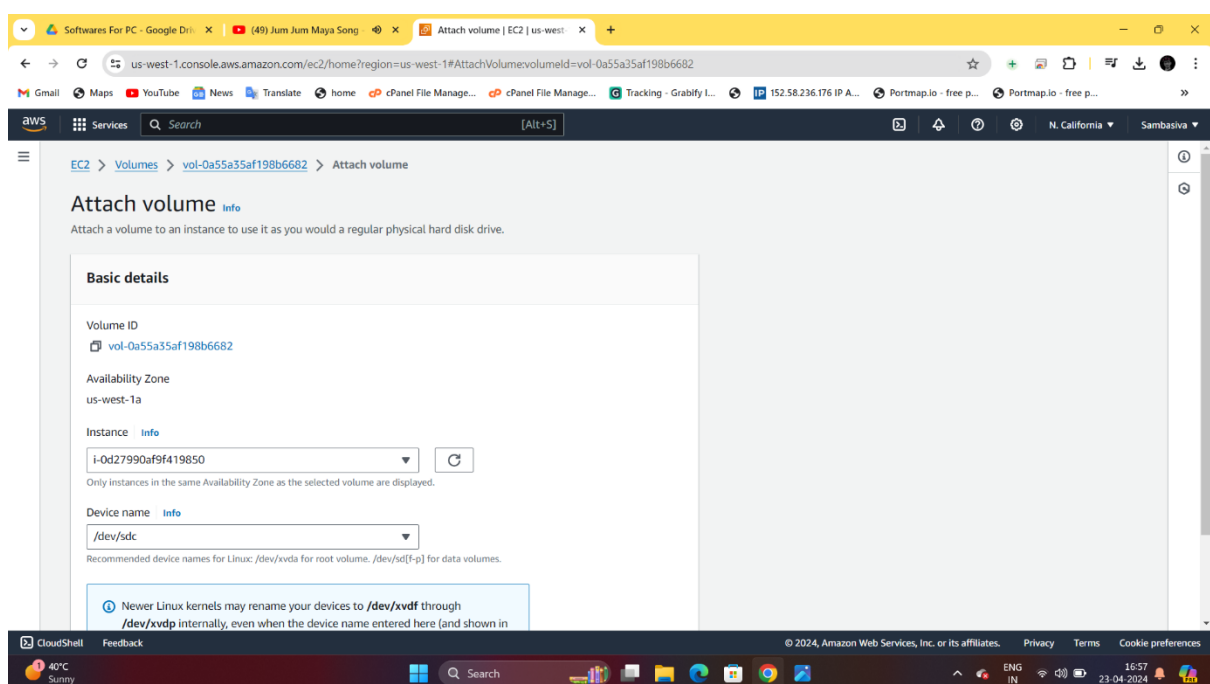 Softwares For PC - Google Driv
(49) Jum Jum Maya Song
Attach volume | EC2 | us-west-
us-west-1.console.aws.amazon.com/ec2/home?region=us-west-1#AttachVolume:volumeId=vol-0a55a35af198b6682
Gmail Maps YouTube News Translate home cPanel File Manage... cPanel File Manage... Tracking - Grabify I... 152.58.236.176 IP A... Portmap.io - free p... Portmap.io - free p... »
aws Services Search [Alt+S] N. California ▼ Sambasiva ▼
EC2 > Volumes > vol-0a55a35af198b6682 > Attach volume
Attach volume Info
Attach a volume to an instance to use it as you would a regular physical hard disk drive.
Basic details
Volume ID
vol-0a55a35af198b6682
Availability Zone
us-west-1a
Instance Info
i-0d27990af9f419850
Only instances in the same Availability Zone as the selected volume are displayed.
Device name Info
/dev/sdc
Recommended device names for Linux: /dev/xvda for root volume. /dev/sd[f-p] for data volumes.
Newer Linux kernels may rename your devices to /dev/xvdf through
/dev/xvdp internally, even when the device name entered here (and shown in
CloudShell Feedback © 2024, Amazon Web Services, Inc. or its affiliates. Privacy Terms Cookie preferences
1 40°C
Sunny
Search
ENG
IN
16:57
23-04-2024